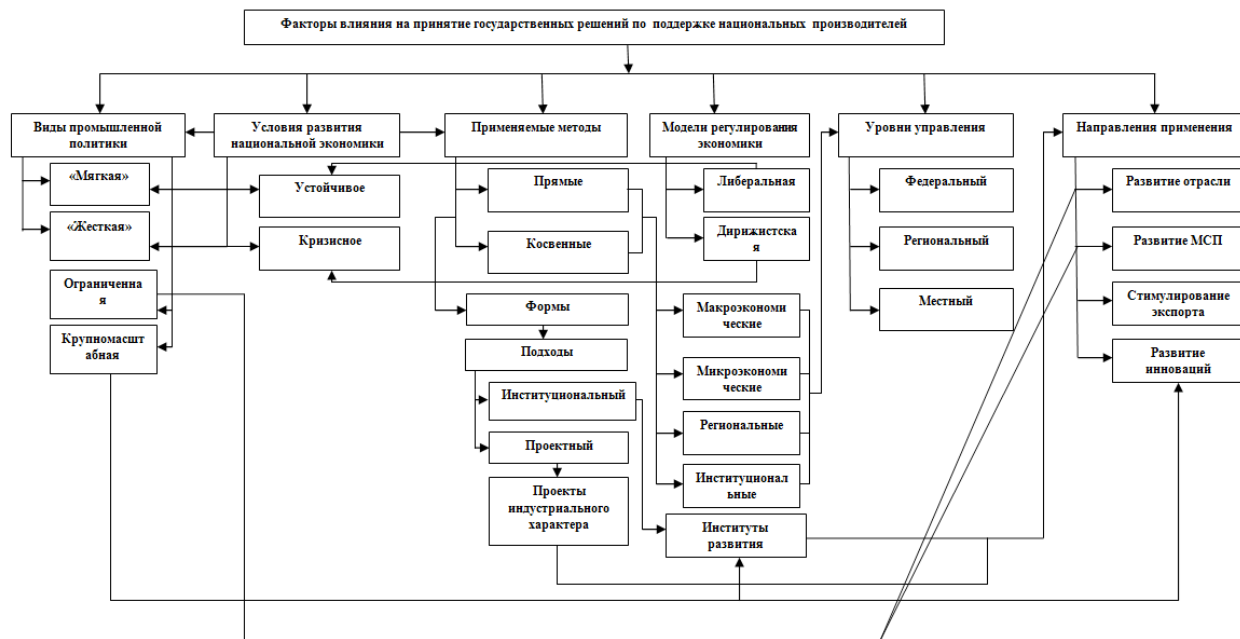 Факторы влияния на принятие государственных решений по поддержке национальных производителей
Виды промышленной
политики
Условия развития
национальной экономики
Применяемые методы
Модели регулирования
экономики
Уровни управления
Направления применения
«Мягкая»
«Жесткая»
Ограниченна
я
Крупномасшт
абная
Устойчивое
Кризисное
Прямые
Косвенные
Формы
Подходы
Институциональный
Проектный
Проекты
индустриального
характера
Либеральная
Дирижистска
я
Макроэкономи
ческие
Микроэкономи
ческие
Региональные
Институциональ
ьные
Институты
развития
Федеральный
Региональный
Местный
Развитие отрасли
Развитие МСП
Стимулирование
экспорта
Развитие
инноваций